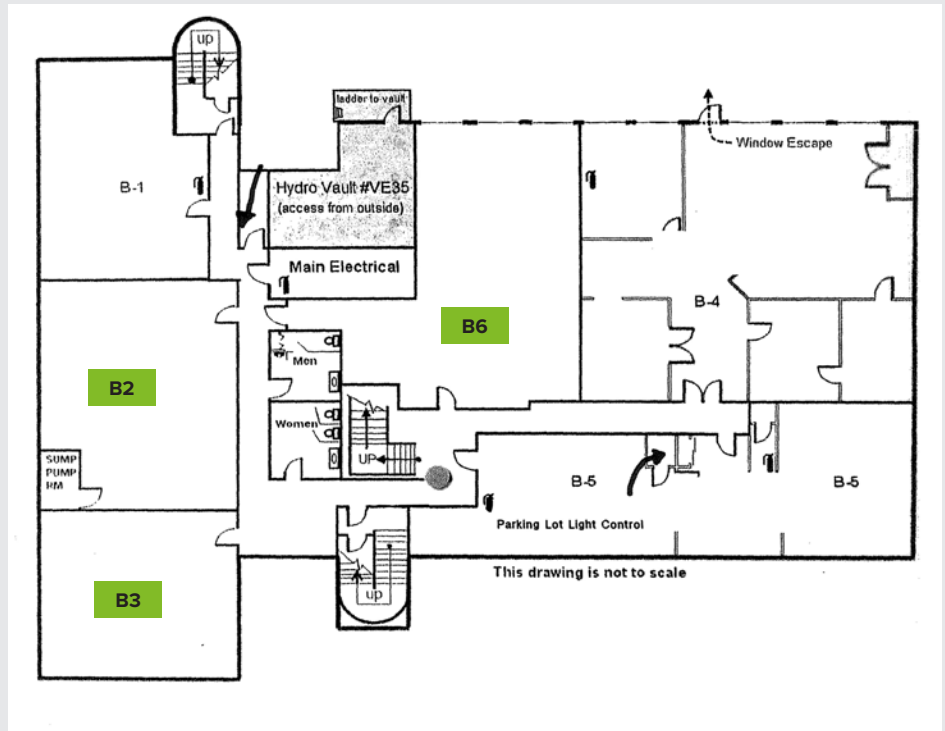 up
ladder to vault
Window Escape
B-1
Hydro Vault #VE35
(access from outside)
Main Electrical
B-4
B6
Men
B2
Women
UP
SUMP
PUMP
RM
B-5
B-5
Parking Lot Light Control
This drawing is not to scale
up
B3